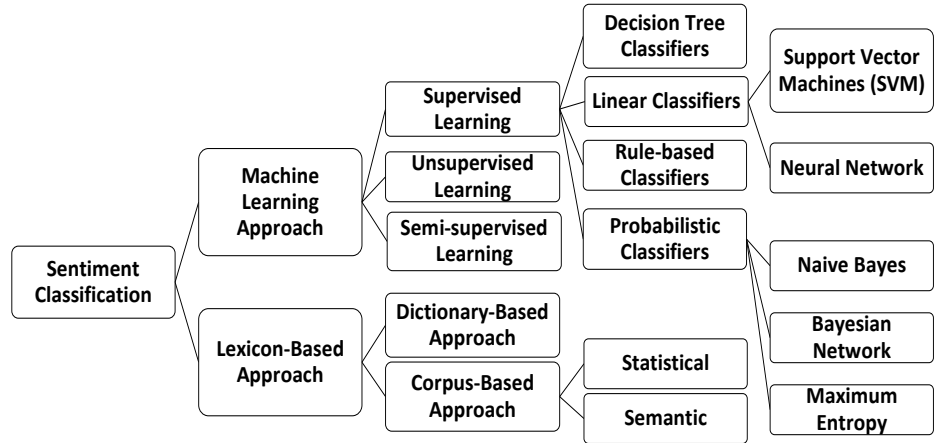 Sentiment
Classification
Machine
Learning
Approach
Lexicon-Based
Approach
Supervised
Learning
Unsupervised
Learning
Semi-supervised
Learning
Dictionary-Based
Approach
Corpus-Based
Approach
Decision Tree
Classifiers
Linear Classifiers
Rule-based
Classifiers
Probabilistic
Classifiers
Statistical
Semantic
Support Vector
Machines (SVM)
Neural Network
Naive Bayes
Bayesian
Network
Maximum
Entropy